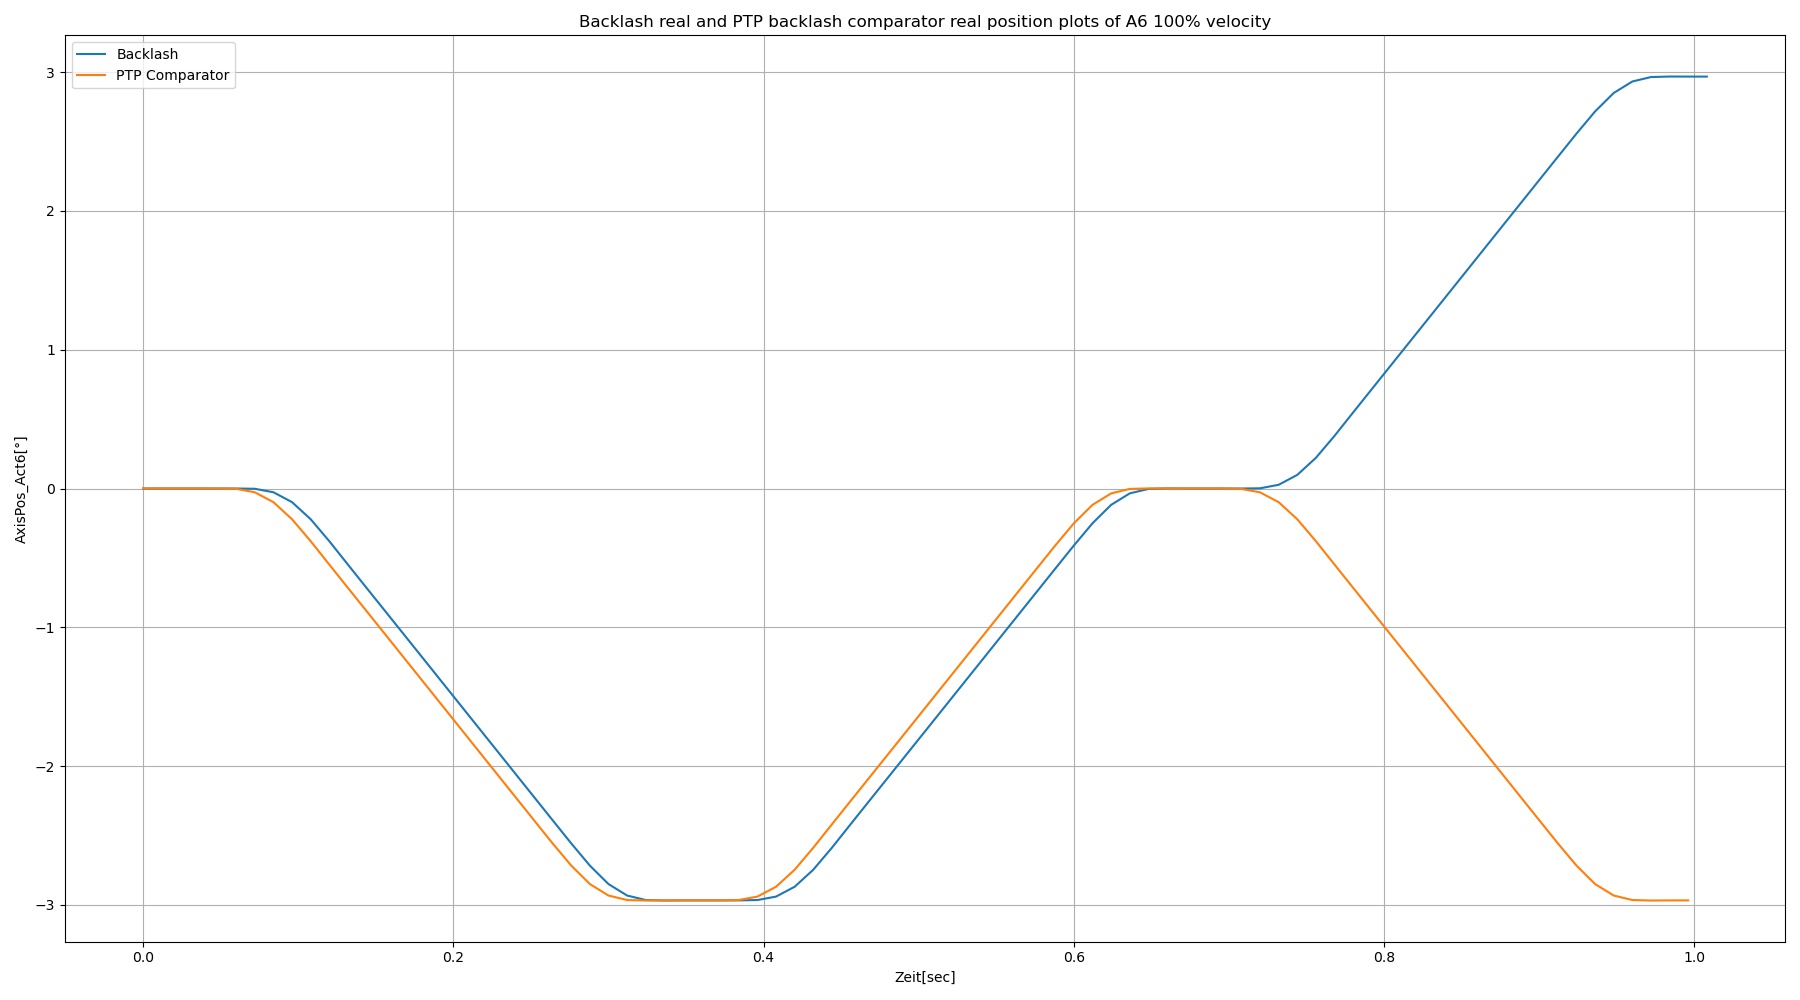 Backlash real and PTP backlash comparator real position plots of A6 100% velocity
Backlash
PTP Comparator
3
2
1
0
−1
−2
−3
AxisPos_Act6[°]
0.0 0.2 0.4 0.6 0.8 1.0
Zeit[sec]